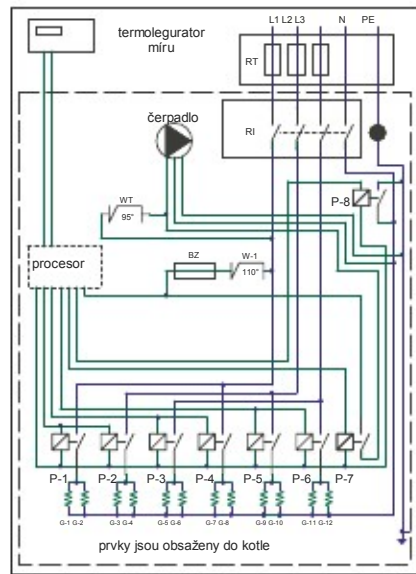 termolegurator
míru
L1 L2 L3 N PE
RT
RI
čerpadlo
WT
95°
P-8
procesor
BZ
W-1
110°
P-1 P-2 P-3 P-4 P-5 P-6 P-7
G-1 G-2 G-3 G-4 G-5 G-6 G-7 G-8 G-9 G-10 G-11 G-12
prvky jsou obsaženy do kotle